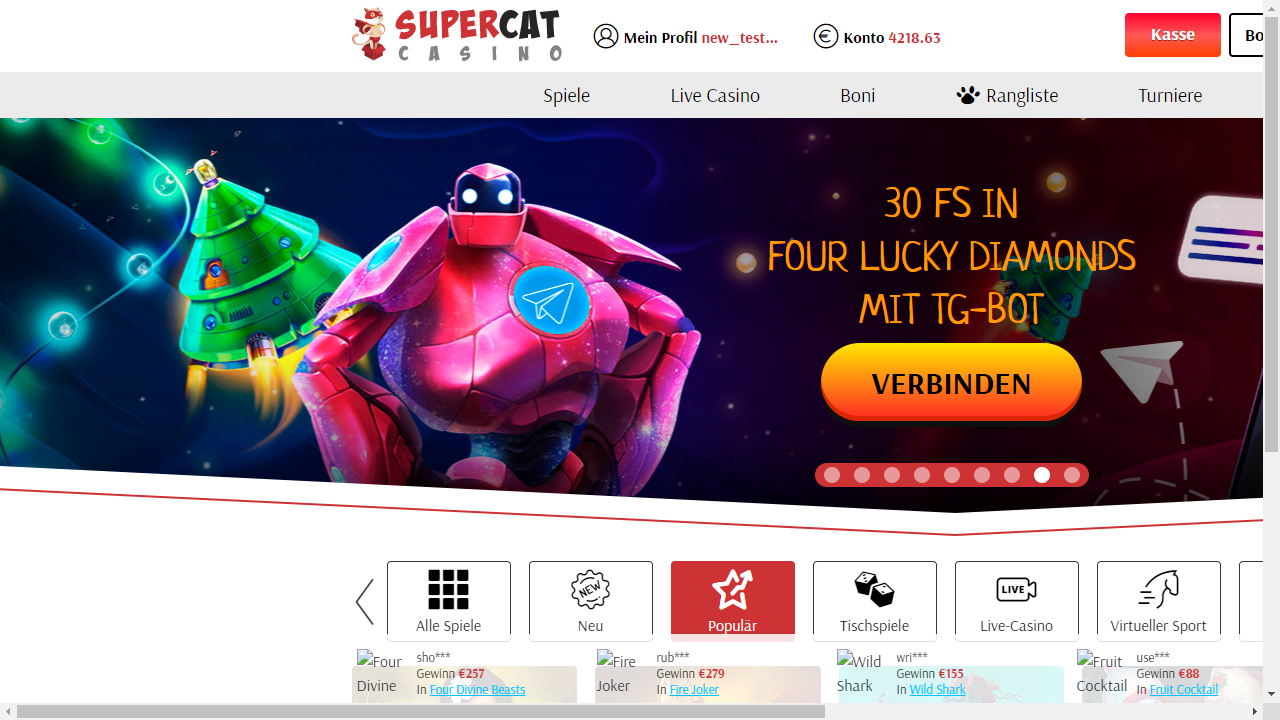 SUPERCAT
CASINO
Mein Profil new_test...
Konto 4218.63
Kasse
Bo
Spiele
Live Casino
Boni
Rangliste
Turniere
30 FS IN
FOUR LUCKY DIAMONDS
MIT TG-BOT
VERBINDEN
Alle Spiele
NEW
Neu
Populär
Tischspiele
LIVE
Live-Casino
Virtueller Sport
Four
Divine
sho***
Gewinn €257
In Four Divine Beasts
Fire
Joker
rub***
Gewinn €279
In Fire Joker
Wild
Shark
wri***
Gewinn €155
In Wild Shark
Fruit
Cocktail
use***
Gewinn €88
In Fruit Cocktail